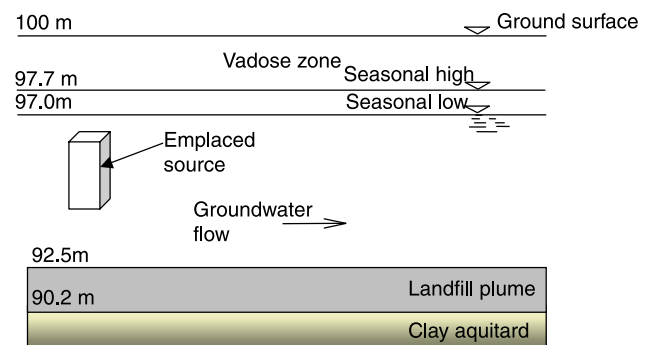 100 m
Ground surface
Vadose zone
Seasonal high
97.7 m
97.0m
Seasonal low
Emplaced
source
Groundwater
flow
92.5m
90.2 m
Landfill plume
Clay aquitard